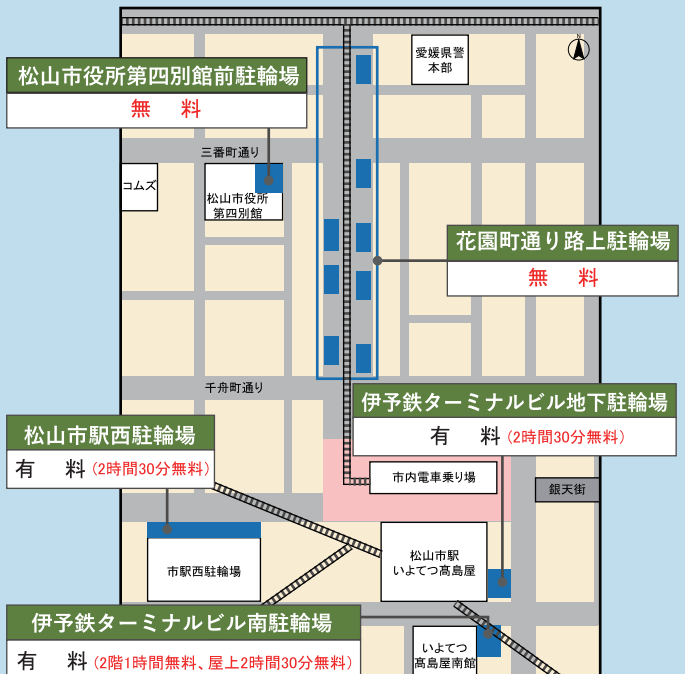 愛媛県警
本部
N
松山市役所第四別館前駐輪場
無　料
三番町通り
コムズ
松山市役所
第四別館
花園町通り路上駐輪場
無　料
千舟町通り
伊予鉄ターミナルビル地下駐輪場
有　料(2時間30分無料)
松山市駅西駐輪場
有　料(2時間30分無料)
市内電車乗り場
銀天街
市駅西駐輪場
松山市駅
いよてつ髙島屋
伊予鉄ターミナルビル南駐輪場
有　料(2階1時間無料、屋上2時間30分無料)
いよてつ
髙島屋南館